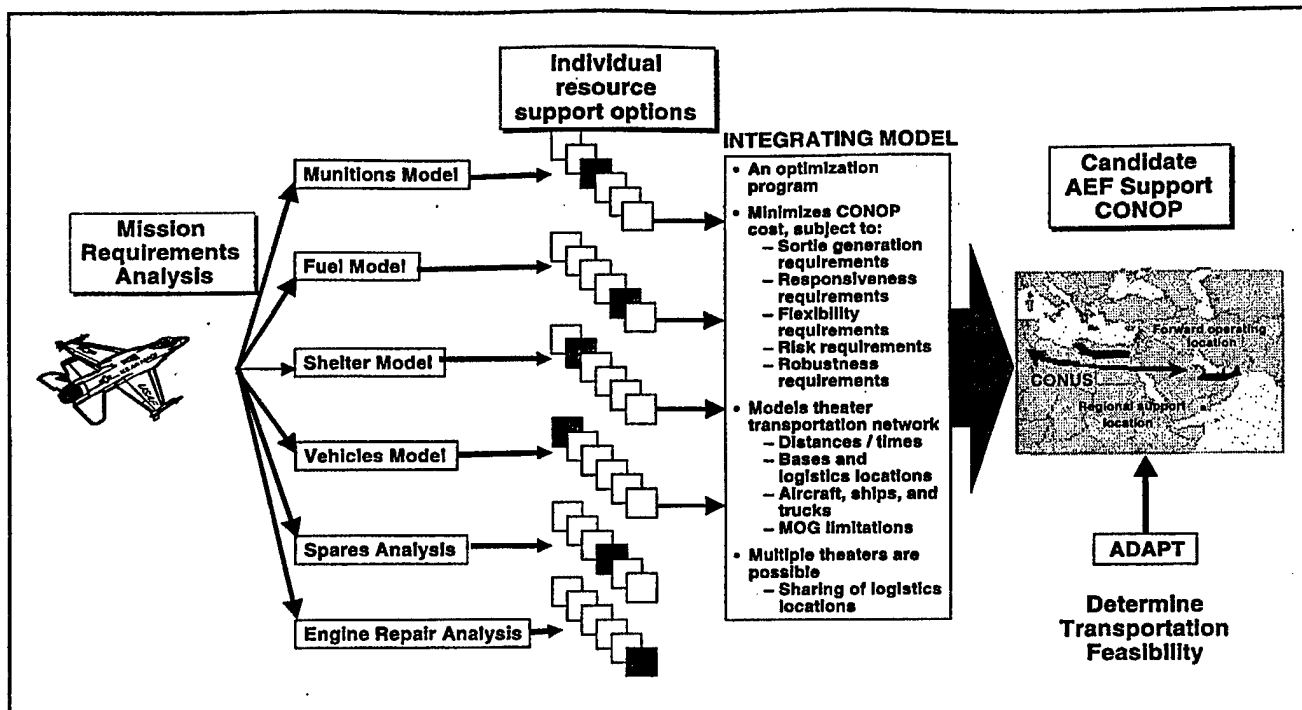 Individual
resource
support options
Mission
Requirements
Analysis
Munitions Model
Fuel Model
Shelter Model
Vehicles Model
Spares Analysis
Engine Repair Analysis
INTEGRATING MODEL
• An optimization
program
• Minimizes CONOP
cost, subject to:
– Sortie generation
requirements
– Responsiveness
requirements
– Flexibility
requirements
– Risk requirements
– Robustness
requirements
• Models theater
transportation network
– Distances / times
– Bases and
logistics locations
– Aircraft, ships, and
trucks
– MOG limitations
• Multiple theaters are
possible
– Sharing of logistics
locations
Candidate
AEF Support
CONOP
Forward operating
location
CONUS
Regional support
location
ADAPT
Determine
Transportation
Feasibility